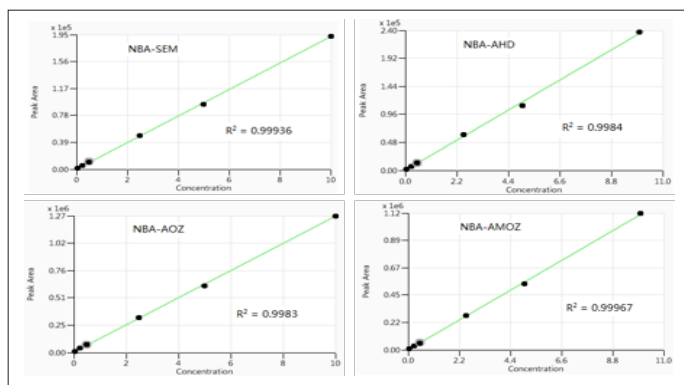 x 1e5
1.95
1.56
1.17
0.78
0.39
0.00
Peak Area
NBA-SEM
R² = 0.99936
0 2 4 6 8 10
Concentration
x 1e5
2.40
1.92
1.44
0.96
0.48
0.00
Peak Area
NBA-AHD
R² = 0.9984
0.0 2.2 4.4 6.6 8.8 11.0
Concentration
x 1e6
1.27
1.02
0.76
0.51
0.25
0.00
Peak Area
NBA-AOZ
R² = 0.9983
0 2 4 6 8 10
Concentration
x 1e6
1.12
0.89
0.67
0.45
0.22
0.00
Peak Area
NBA-AMOZ
R² = 0.99967
0.0 2.2 4.4 6.6 8.8 11.0
Concentration